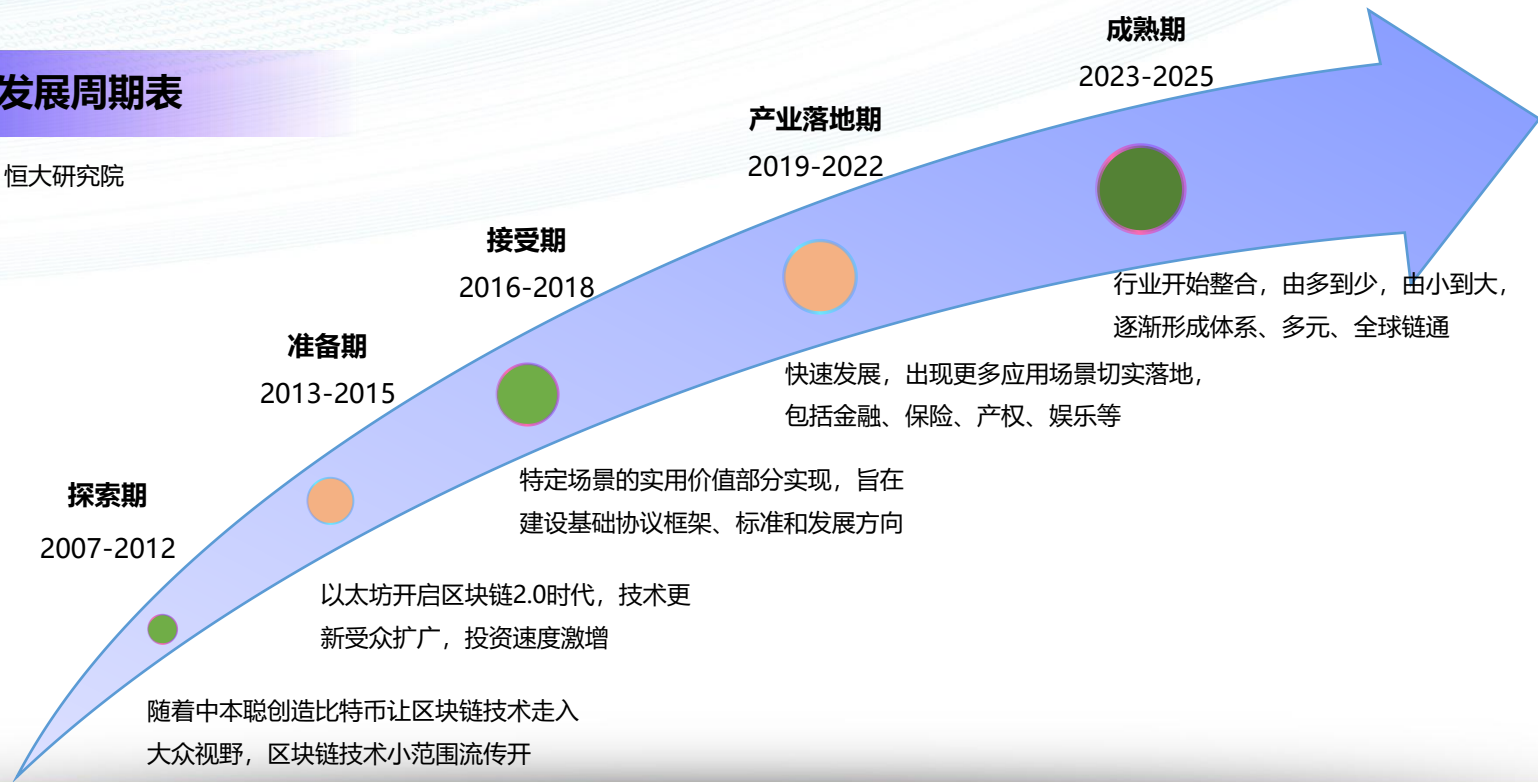 发展周期表
恒大研究院
探索期
2007-2012
随着中本聪创造比特币让区块链技术走入
大众视野，区块链技术小范围流传开
准备期
2013-2015
以太坊开启区块链2.0时代，技术更
新受众扩广，投资速度激增
接受期
2016-2018
特定场景的实用价值部分实现，旨在
建设基础协议框架、标准和发展方向
产业落地期
2019-2022
快速发展，出现更多应用场景切实落地，
包括金融、保险、产权、娱乐等
成熟期
2023-2025
行业开始整合，由多到少，由小到大，
逐渐形成体系、多元、全球链通